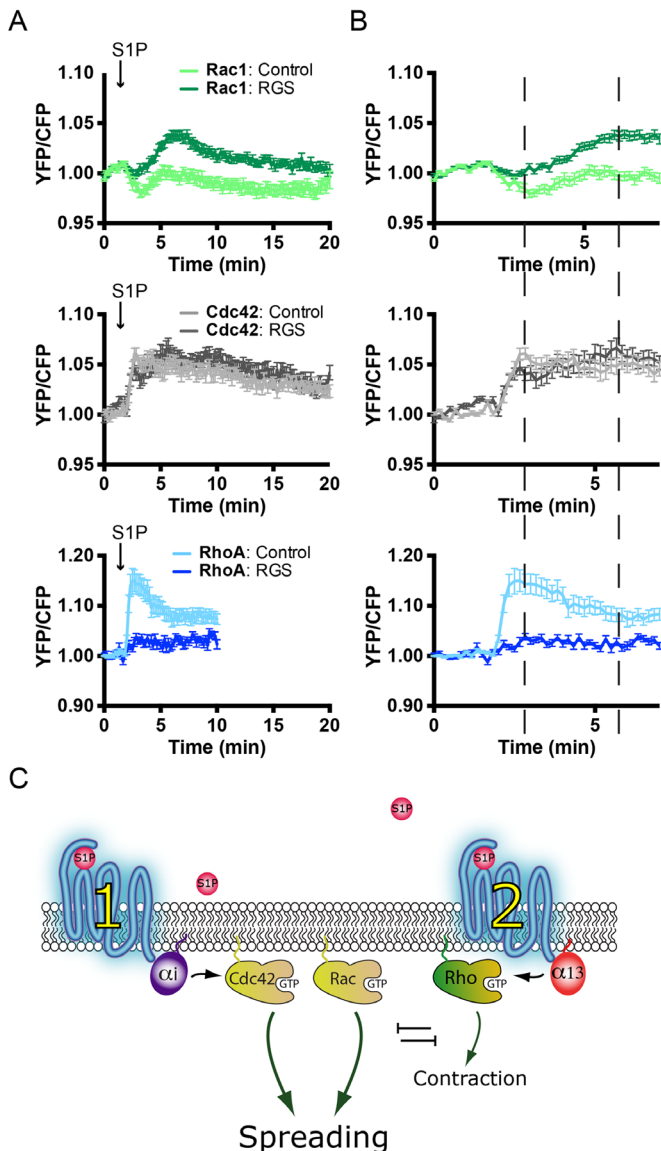 A
B
S1P
Rac1: Control
Rac1: RGS
YFP/CFP
1.10
1.05
1.00
0.95
0
5
10
15
20
Time (min)
YFP/CFP
1.10
1.05
1.00
0.95
0
5
Time (min)
S1P
Cdc42: Control
Cdc42: RGS
YFP/CFP
1.10
1.05
1.00
0.95
0
5
10
15
20
Time (min)
YFP/CFP
1.10
1.05
1.00
0.95
0
5
Time (min)
S1P
RhoA: Control
RhoA: RGS
YFP/CFP
1.20
1.10
1.00
0.90
0
5
10
15
20
Time (min)
YFP/CFP
1.20
1.10
1.00
0.90
0
5
Time (min)
C
S1P
S1P
S1P
S1P
1
2
αi
Cdc42
GTP
Rac
GTP
Rho
GTP
α13
Contraction
Spreading